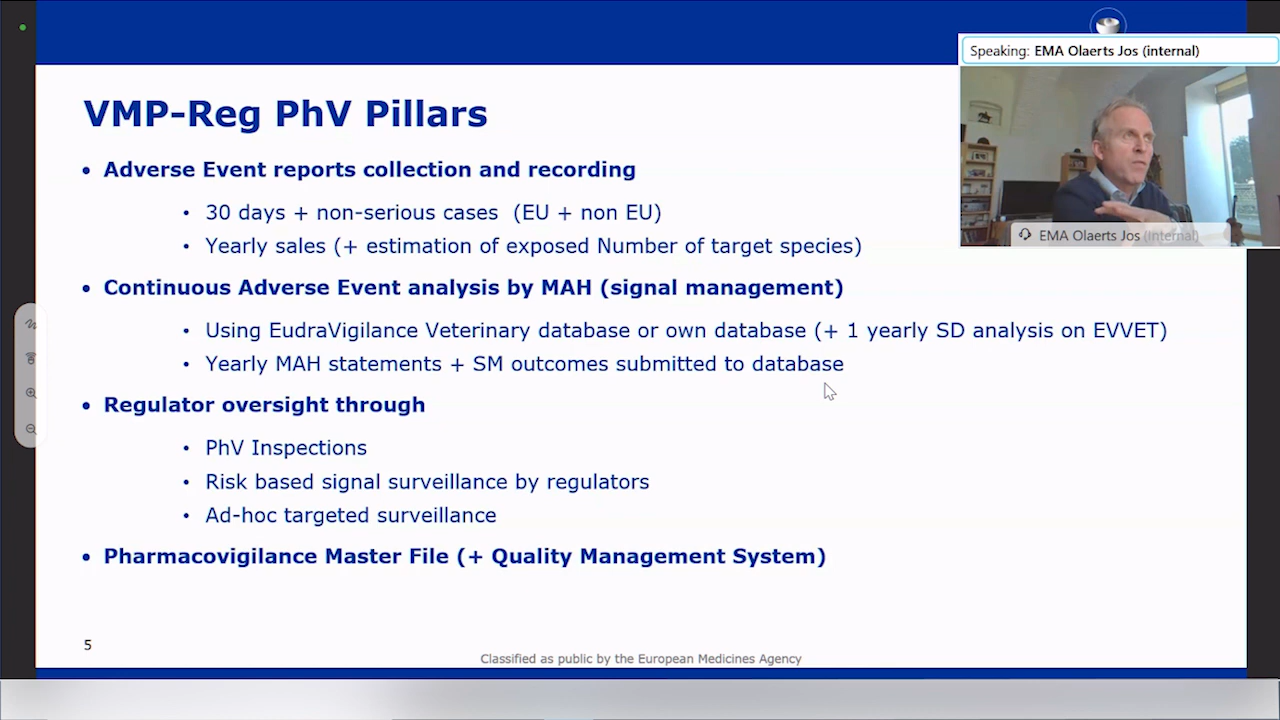 Speaking: EMA Olaerts Jos (internal)
EMA Olaerts Jos (internal)
VMP-Reg PhV Pillars
• Adverse Event reports collection and recording
• 30 days + non-serious cases (EU + non EU)
• Yearly sales (+ estimation of exposed Number of target species)
• Continuous Adverse Event analysis by MAH (signal management)
• Using EudraVigilance Veterinary database or own database (+ 1 yearly SD analysis on EVVET)
• Yearly MAH statements + SM outcomes submitted to database
• Regulator oversight through
• PhV Inspections
• Risk based signal surveillance by regulators
• Ad-hoc targeted surveillance
• Pharmacovigilance Master File (+ Quality Management System)
5
Classified as public by the European Medicines Agency